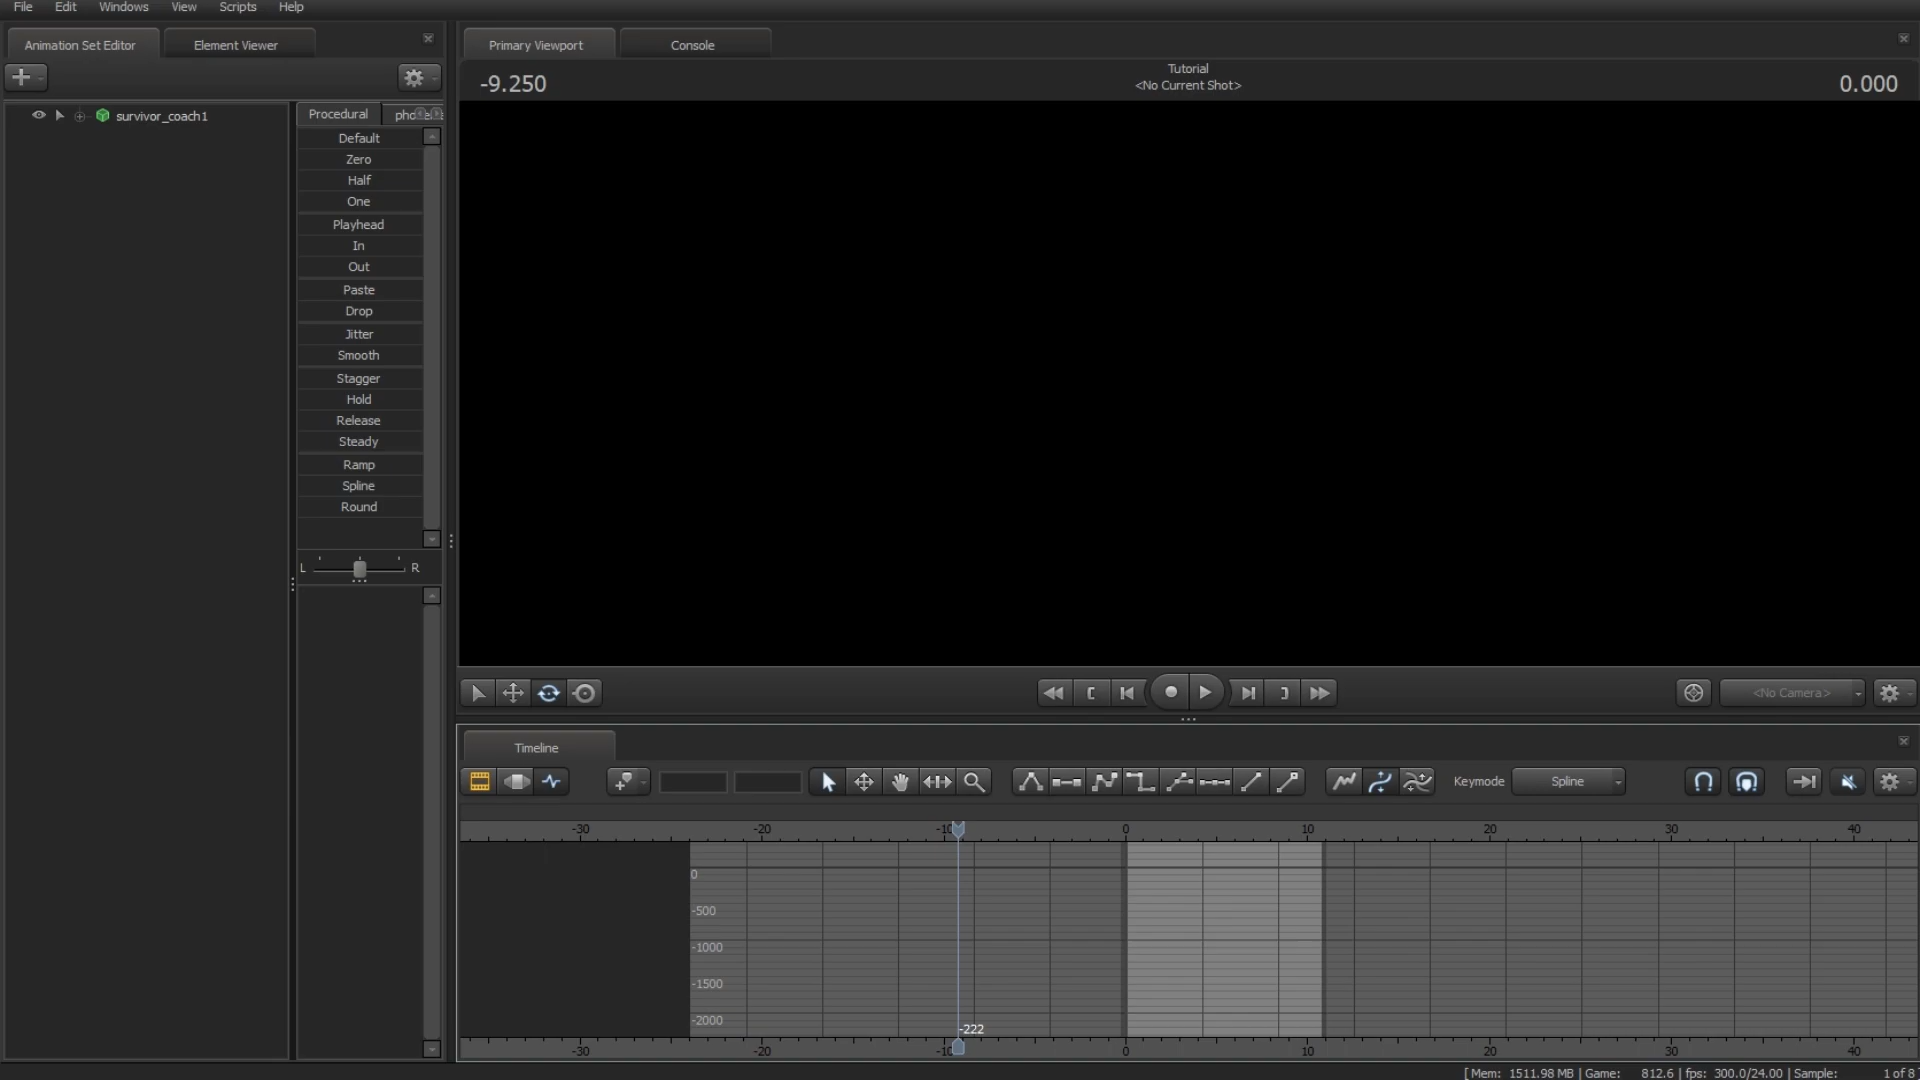 File Edit Windows View Scripts Help
Animation Set Editor Element Viewer
Primary Viewport Console
-9.250
Tutorial
<No Current Shot>
0.000
survivor_coach1
Procedural
Default
Zero
Half
One
Playhead
In
Out
Paste
Drop
Jitter
Smooth
Stagger
Hold
Release
Steady
Ramp
Spline
Round
L R
<No Camera>
Timeline
Keymode Spline
-30 -20 -10 0 10 20 30 40
0
-500
-1000
-1500
-2000
-222
-30 -20 -10 0 10 20 30 40
[ Mem: 1511.98 MB | Game: 812.6 | fps: 300.0/24.00 | Sample: 1 of 8